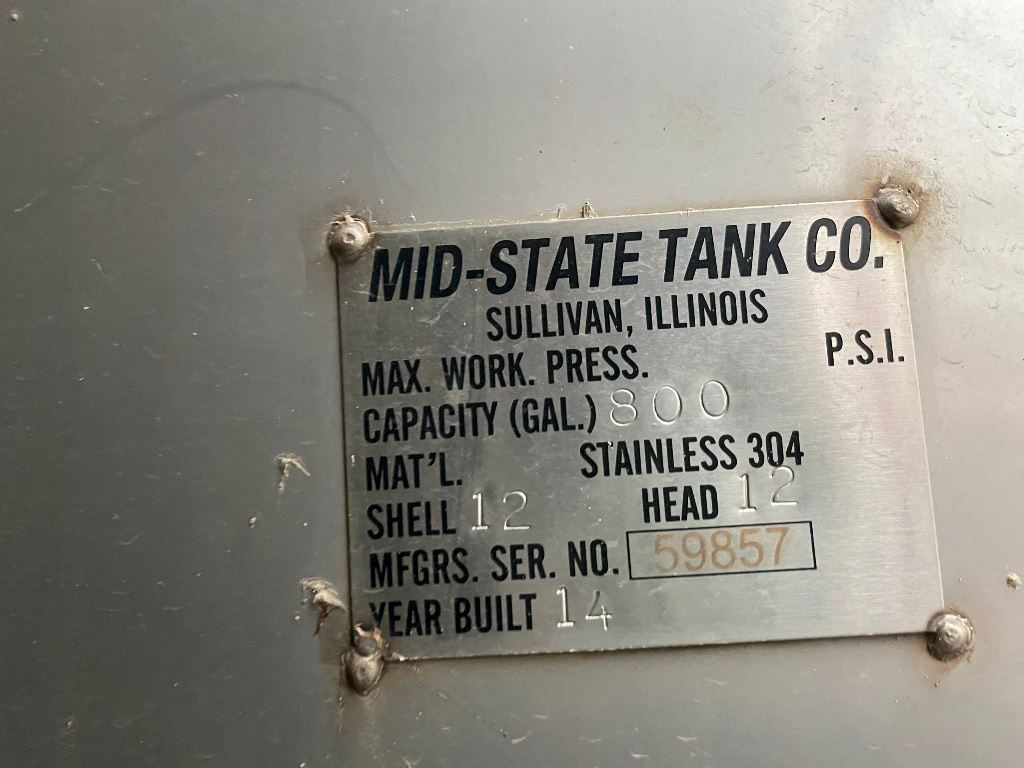 MID-STATE TANK CO.
SULLIVAN, ILLINOIS
MAX. WORK. PRESS. P.S.I.
CAPACITY (GAL.) 800
MAT'L. STAINLESS 304
SHELL 12 HEAD 12
MFGRS. SER. NO. 59857
YEAR BUILT 14